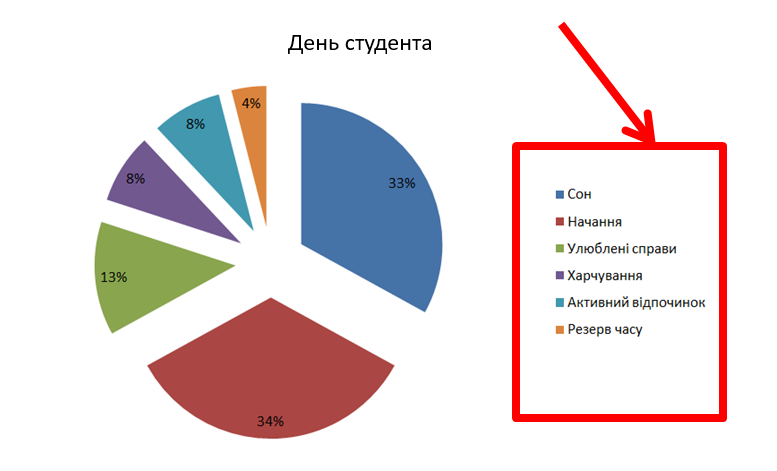 День студента
4%
8%
8%
13%
33%
34%
Сон
Начання
Улюблені справи
Харчування
Активний відпочинок
Резерв часу